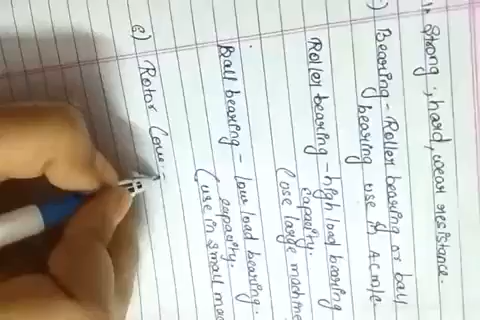 Strong, hard, wear resistance.
) Bearing - Roller bearing or ball
bearing use in A.C m/c.
Roller bearing - high load bearing
capacity.
(use large machine
Ball bearing - low load bearing.
capacity.
(use in small mac
e) Rotor Core :-